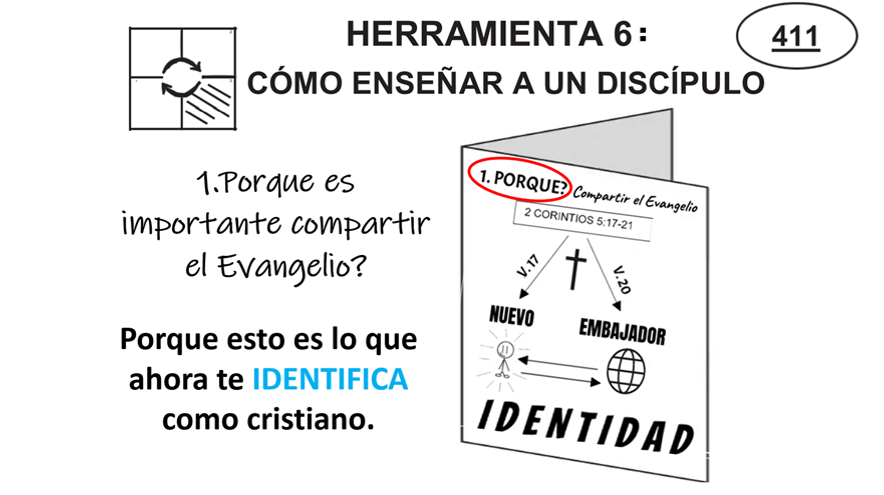 HERRAMIENTA 6:
411
CÓMO ENSEÑAR A UN DISCÍPULO
1.Porque es
importante compartir
el Evangelio?
Porque esto es lo que
ahora te IDENTIFICA
como cristiano.
1. PORQUE? Compartir el Evangelio
2 CORINTIOS 5:17-21
V.17
V.20
NUEVO
EMBAJADOR
IDENTIDAD